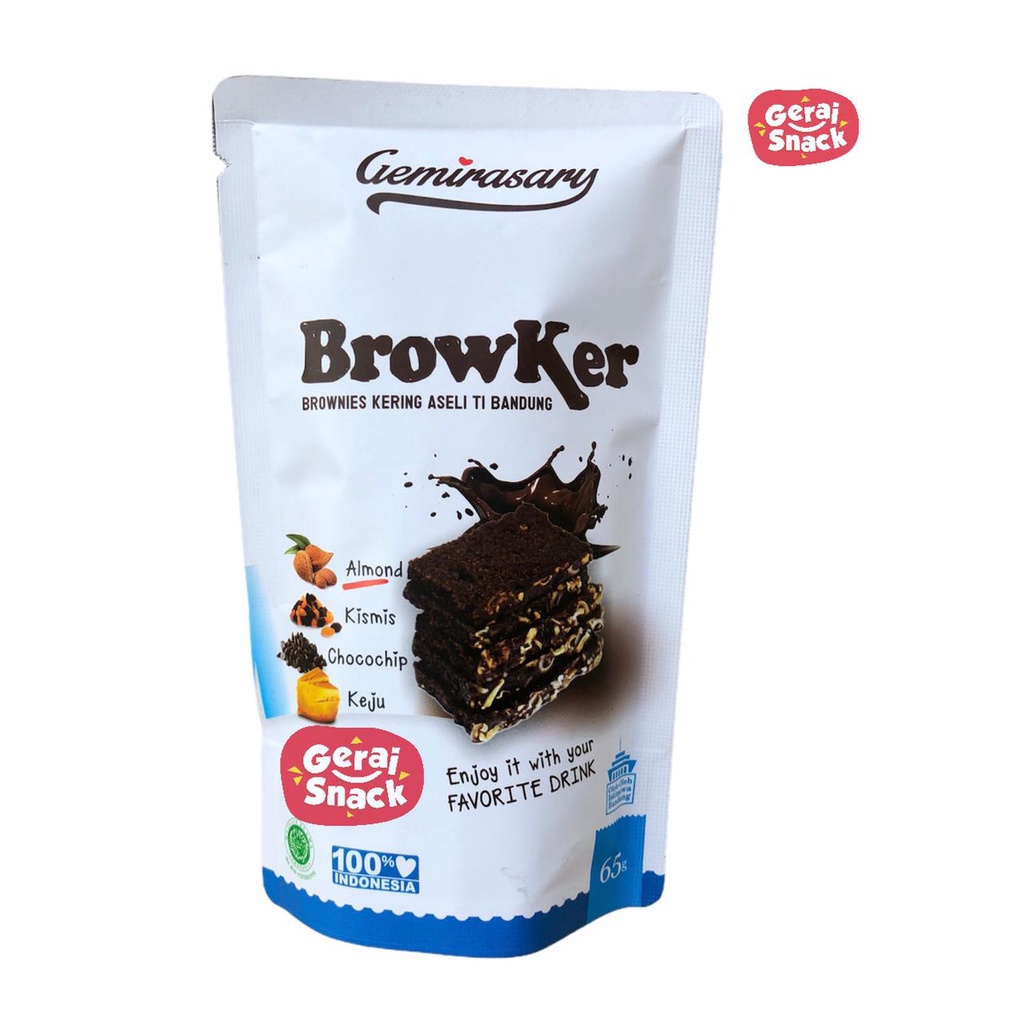 Gerai
Snack
Gemirasary
BrowKer
BROWNIES KERING ASELI TI BANDUNG
Almond
Kismis
Chocochip
Keju
Gerai
Snack
Enjoy it with your
FAVORITE DRINK
100%
INDONESIA
65g